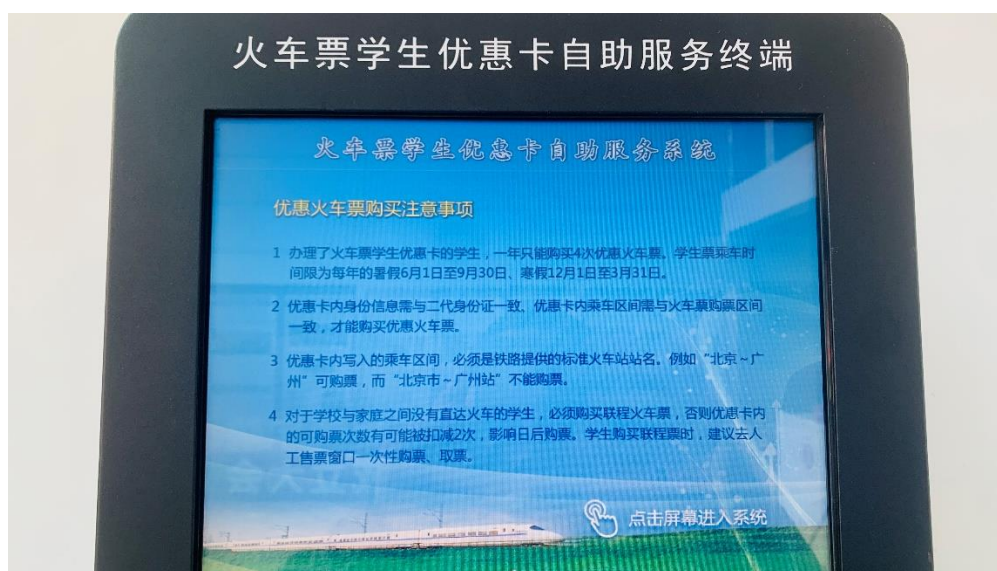 火车票学生优惠卡自助服务终端
火车票学生优惠卡自助服务系统
优惠火车票购买注意事项
1 办理了火车票学生优惠卡的学生，一年只能购买4次优惠火车票。学生票乘车时
间限为每年的暑假6月1日至9月30日、寒假12月1日至3月31日。
2 优惠卡内身份信息需与二代身份证一致、优惠卡内乘车区间需与火车票购票区间
一致，才能购买优惠火车票。
3 优惠卡内写入的乘车区间，必须是铁路提供的标准火车站站名。例如“北京～广
州”可购票，而“北京市～广州站”不能购票。
4 对于学校与家庭之间没有直达火车的学生，必须购买联程火车票，否则优惠卡内
的可购票次数有可能被扣减2次，影响日后购票。学生购买联程票时，建议去人
工售票窗口一次性购票、取票。
点击屏幕进入系统